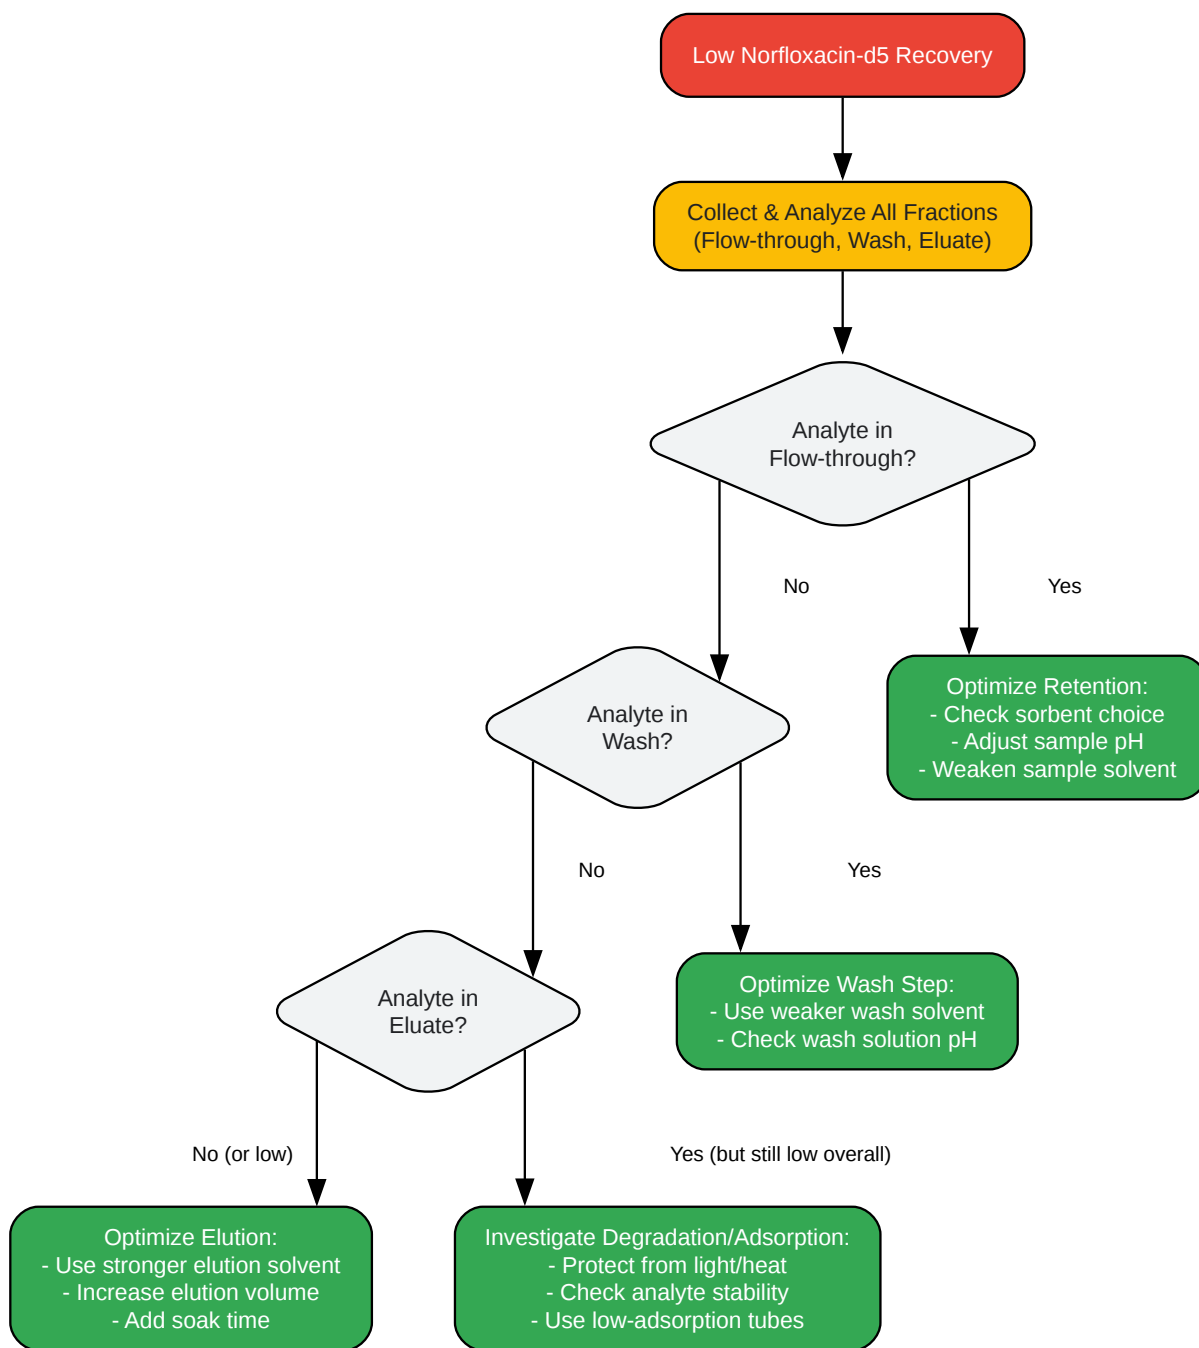 Low Norfloxacin-d5 Recovery
Collect & Analyze All Fractions
(Flow-through, Wash, Eluate)
Analyte in
Flow-through?
No
Yes
Optimize Retention:
- Check sorbent choice
- Adjust sample pH
- Weaken sample solvent
Analyte in
Wash?
No
Yes
Optimize Wash Step:
- Use weaker wash solvent
- Check wash solution pH
Analyte in
Eluate?
No (or low)
Yes (but still low overall)
Optimize Elution:
- Use stronger elution solvent
- Increase elution volume
- Add soak time
Investigate Degradation/Adsorption:
- Protect from light/heat
- Check analyte stability
- Use low-adsorption tubes